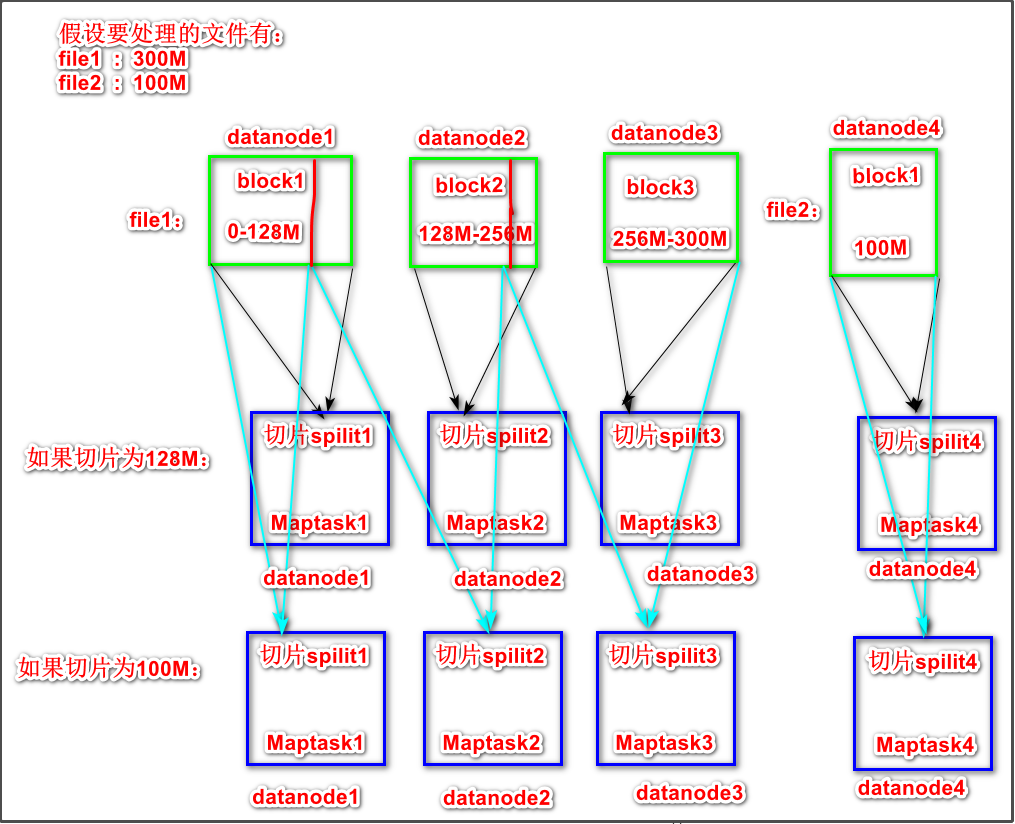 假设要处理的文件有：
file1 : 300M
file2 : 100M
datanode1
datanode2
datanode3
datanode4
file1：
block1
0-128M
block2
128M-256M
block3
256M-300M
file2：
block1
100M
如果切片为128M：
切片spilit1
Maptask1
datanode1
切片spilit2
Maptask2
datanode2
切片spilit3
Maptask3
datanode3
切片spilit4
Maptask4
datanode4
如果切片为100M：
切片spilit1
Maptask1
datanode1
切片spilit2
Maptask2
datanode2
切片spilit3
Maptask3
datanode3
切片spilit4
Maptask4
datanode4